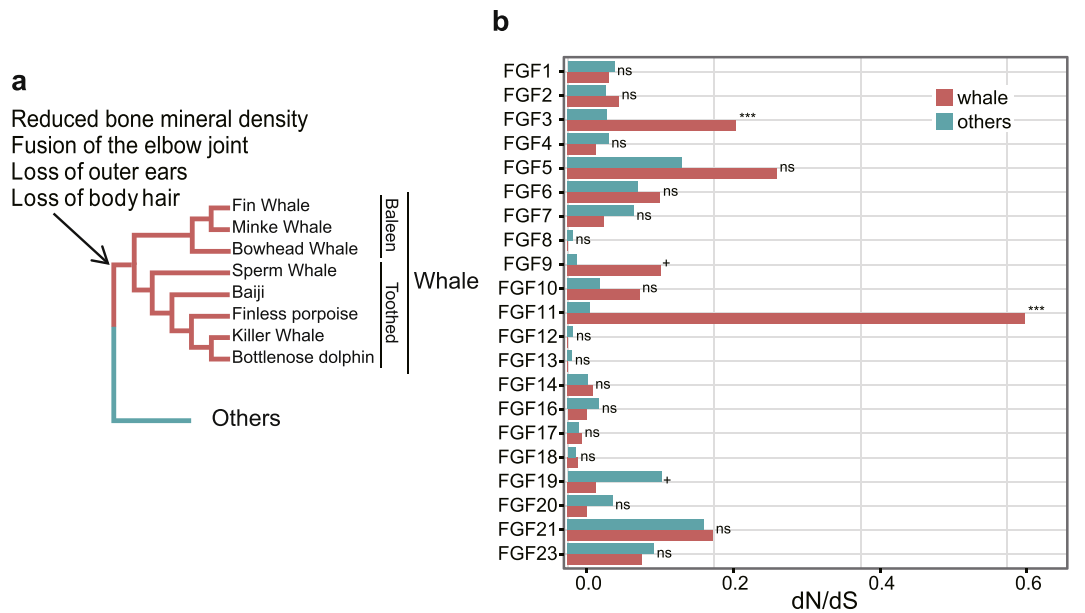 a
Reduced bone mineral density
Fusion of the elbow joint
Loss of outer ears
Loss of body hair
Fin Whale
Minke Whale
Bowhead Whale
Sperm Whale
Baiji
Finless porpoise
Killer Whale
Bottlenose dolphin
Baleen
Toothed
Whale
Others
b
FGF1 ns
FGF2 ns
FGF3 ***
FGF4 ns
FGF5 ns
FGF6 ns
FGF7 ns
FGF8 ns
FGF9 +
FGF10 ns
FGF11 ***
FGF12 ns
FGF13 ns
FGF14 ns
FGF16 ns
FGF17 ns
FGF18 ns
FGF19 +
FGF20 ns
FGF21 ns
FGF23 ns
whale
others
0.0 0.2 0.4 0.6
dN/dS